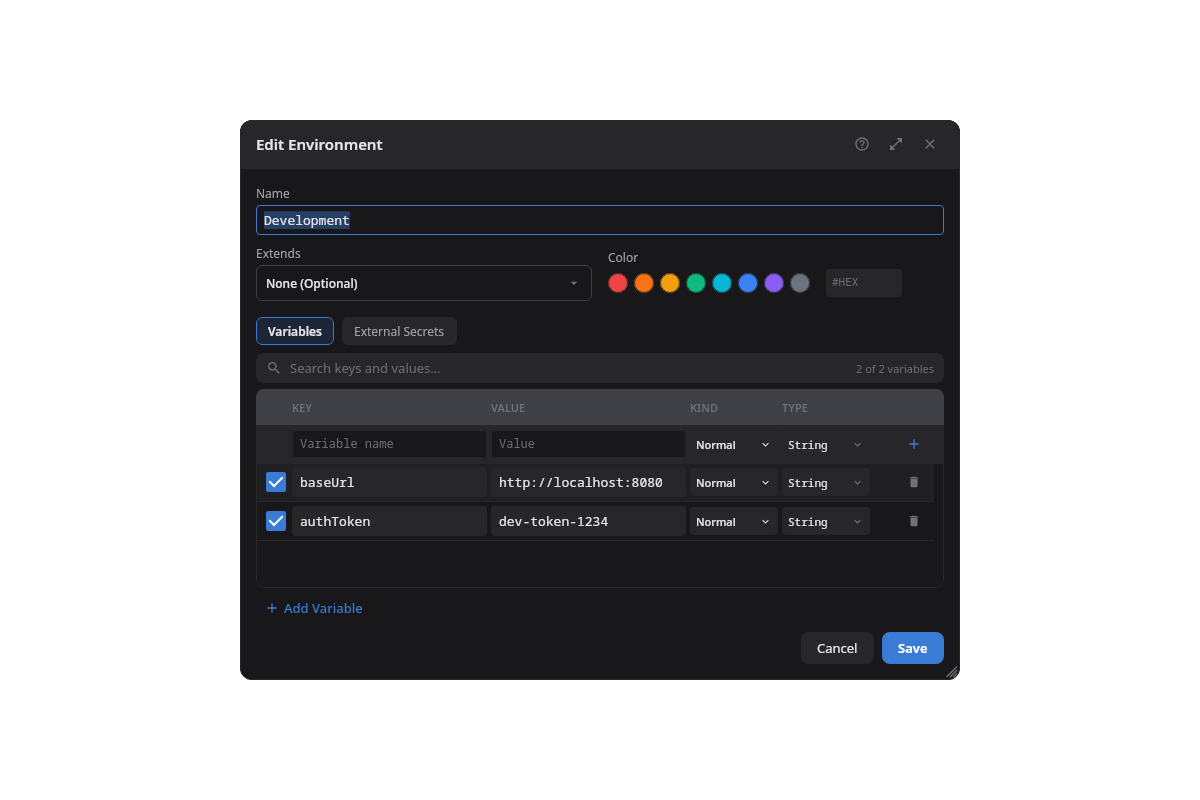 Edit Environment
Name
Development
Extends
Color
None (Optional)
#HEX
Variables
External Secrets
Search keys and values...
2 of 2 variables
KEY VALUE KIND TYPE
Variable name Value Normal String
baseUrl http://localhost:8080 Normal String
authToken dev-token-1234 Normal String
Add Variable
Cancel
Save